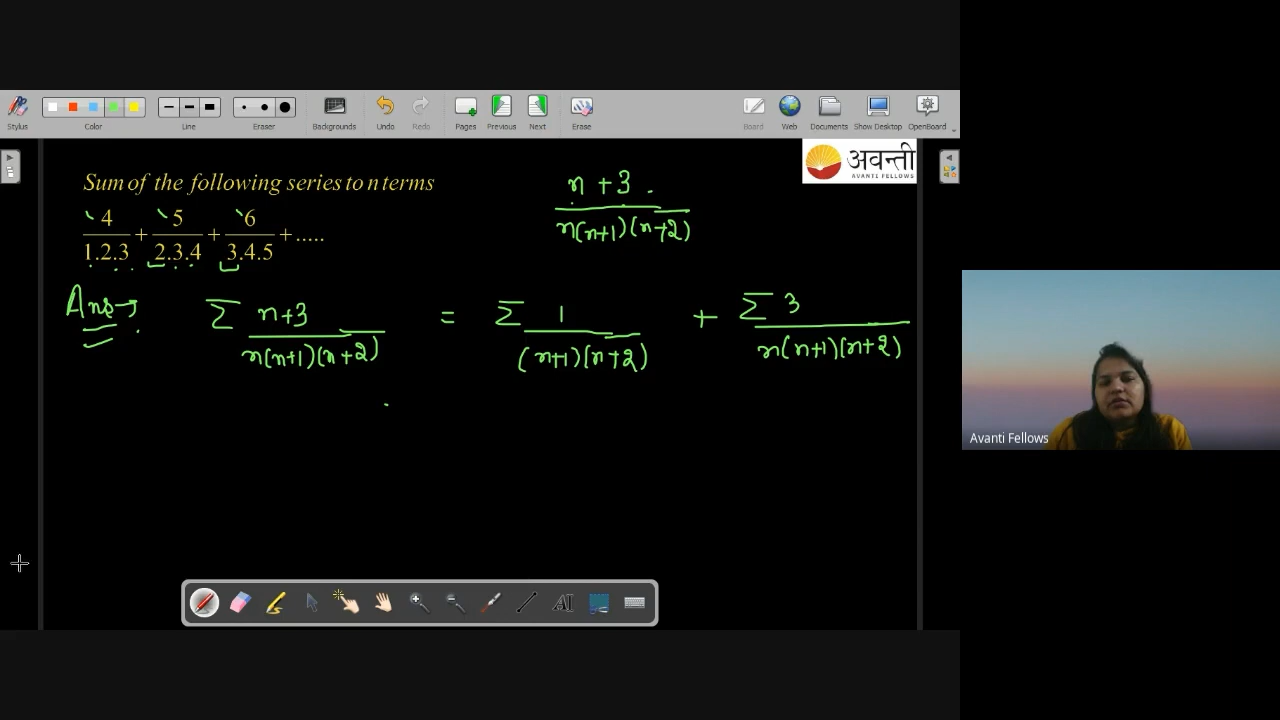 Stylus Color Line Eraser Backgrounds Undo Redo Pages Previous Next Erase Board Web Documents Show Desktop OpenBoard
अवन्ती
AVANTI FELLOWS
Sum of the following series to n terms
4/1.2.3 + 5/2.3.4 + 6/3.4.5 + .....
n + 3 / n(n+1)(n+2)
Ans→ Σ n+3 / n(n+1)(n+2) = Σ 1 / (n+1)(n+2) + Σ 3 / n(n+1)(n+2)
Avanti Fellows
AI